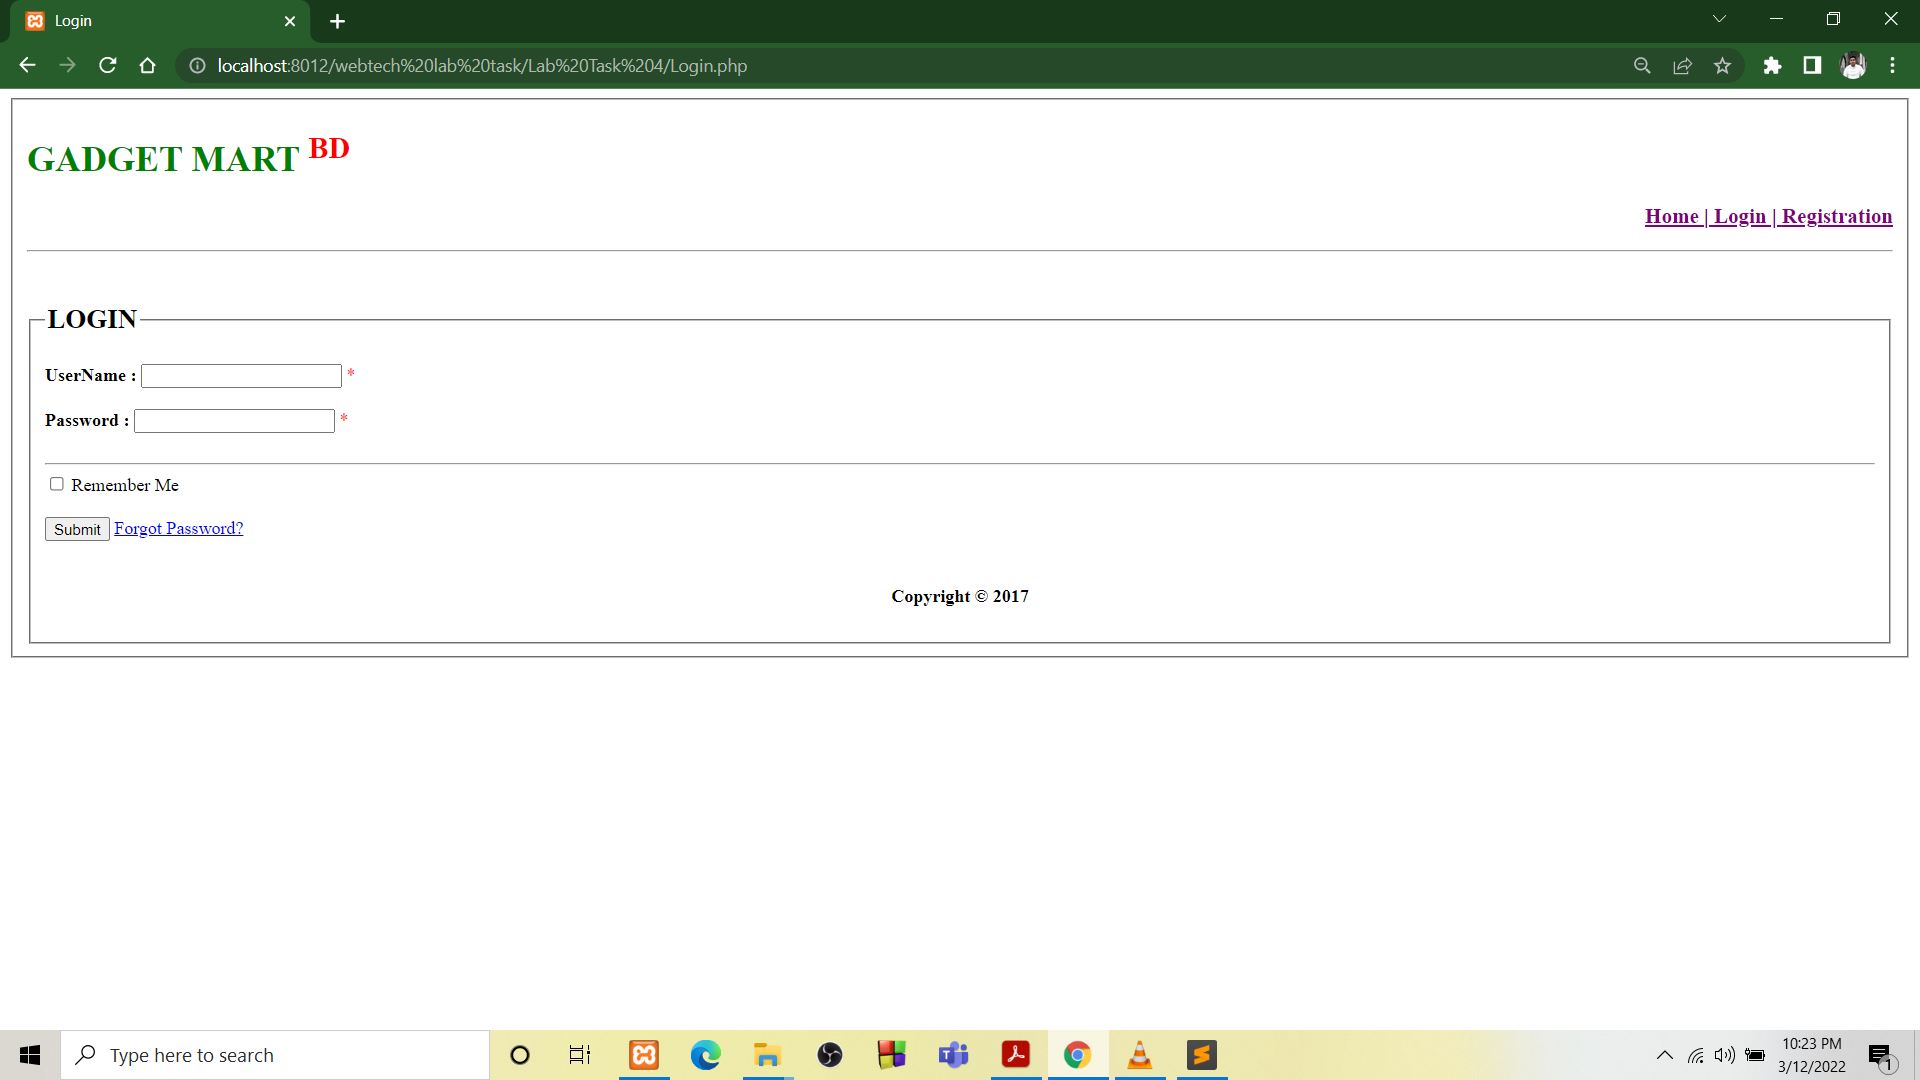 Login
localhost:8012/webtech%20lab%20task/Lab%20Task%204/Login.php
GADGET MART BD
Home | Login | Registration
LOGIN
UserName : *
Password : *
Remember Me
Submit Forgot Password?
Copyright © 2017
Type here to search
10:23 PM
3/12/2022
1